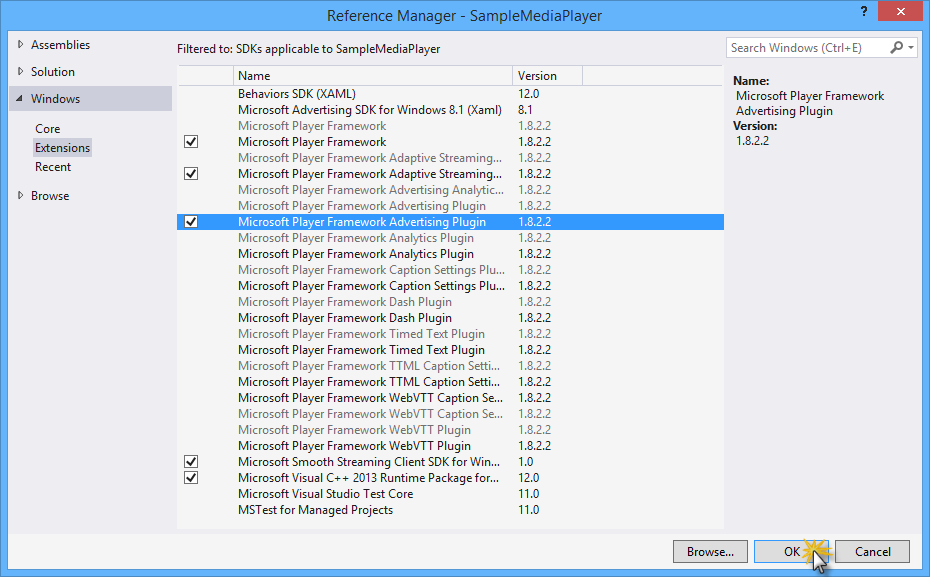 Reference Manager - SampleMediaPlayer
?
Assemblies
Solution
Windows
Core
Extensions
Recent
Browse
Filtered to: SDKs applicable to SampleMediaPlayer
Name Version
Behaviors SDK (XAML) 12.0
Microsoft Advertising SDK for Windows 8.1 (Xaml) 8.1
Microsoft Player Framework 1.8.2.2
Microsoft Player Framework 1.8.2.2
Microsoft Player Framework Adaptive Streaming... 1.8.2.2
Microsoft Player Framework Adaptive Streaming... 1.8.2.2
Microsoft Player Framework Advertising Analytic... 1.8.2.2
Microsoft Player Framework Advertising Plugin 1.8.2.2
Microsoft Player Framework Advertising Plugin 1.8.2.2
Microsoft Player Framework Analytics Plugin 1.8.2.2
Microsoft Player Framework Analytics Plugin 1.8.2.2
Microsoft Player Framework Caption Settings Plu... 1.8.2.2
Microsoft Player Framework Caption Settings Plu... 1.8.2.2
Microsoft Player Framework Dash Plugin 1.8.2.2
Microsoft Player Framework Dash Plugin 1.8.2.2
Microsoft Player Framework Timed Text Plugin 1.8.2.2
Microsoft Player Framework Timed Text Plugin 1.8.2.2
Microsoft Player Framework TTML Caption Setti... 1.8.2.2
Microsoft Player Framework TTML Caption Setti... 1.8.2.2
Microsoft Player Framework WebVTT Caption Se... 1.8.2.2
Microsoft Player Framework WebVTT Caption Se... 1.8.2.2
Microsoft Player Framework WebVTT Plugin 1.8.2.2
Microsoft Player Framework WebVTT Plugin 1.8.2.2
Microsoft Smooth Streaming Client SDK for Win... 1.0
Microsoft Visual C++ 2013 Runtime Package for... 12.0
Microsoft Visual Studio Test Core 11.0
MSTest for Managed Projects 11.0
Search Windows (Ctrl+E)
Name:
Microsoft Player Framework
Advertising Plugin
Version:
1.8.2.2
Browse... OK Cancel